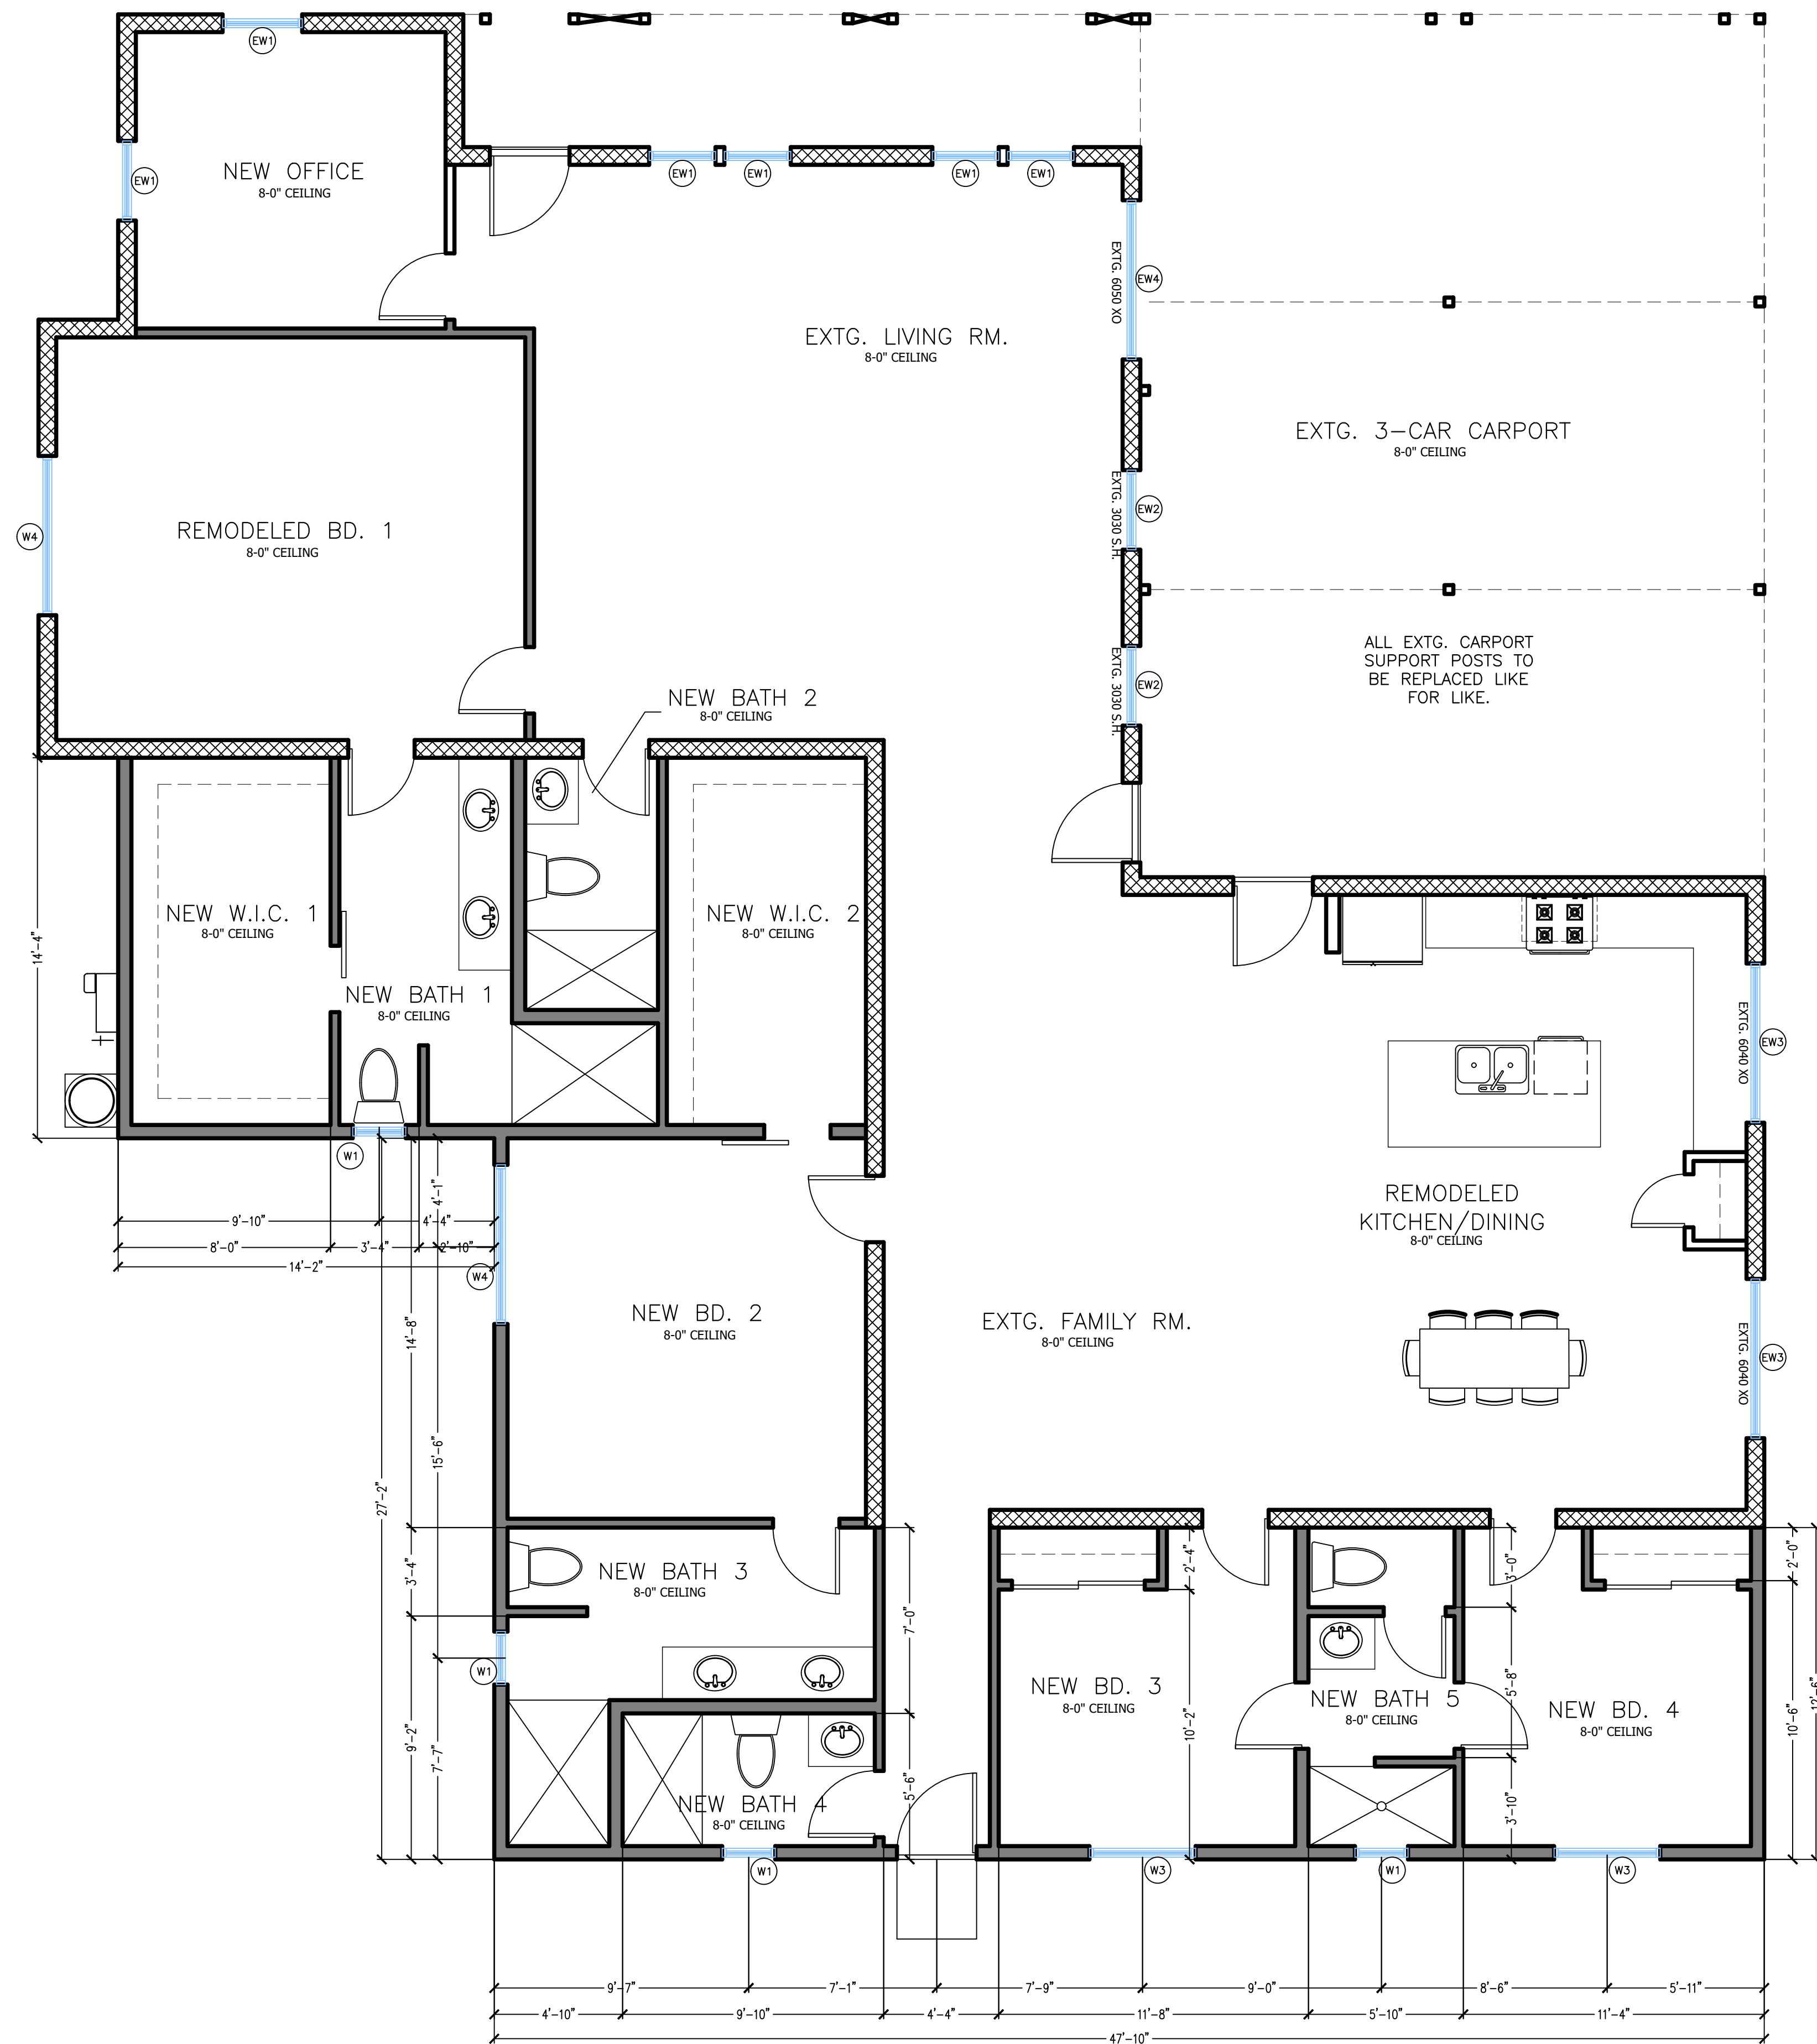 EW1
EW1
NEW OFFICE
8-0" CEILING
EW1
EW1
EW1
EW1
EXTG. 6050 XO
EW4
EXTG. LIVING RM.
8-0" CEILING
EXTG. 3-CAR CARPORT
8-0" CEILING
W4
REMODELED BD. 1
8-0" CEILING
EXTG. 3030 S.H.
EW2
EXTG. 3030 S.H.
EW2
ALL EXTG. CARPORT
SUPPORT POSTS TO
BE REPLACED LIKE
FOR LIKE.
NEW BATH 2
8-0" CEILING
14'-4"
NEW W.I.C. 1
8-0" CEILING
NEW W.I.C. 2
8-0" CEILING
NEW BATH 1
8-0" CEILING
EXTG. 6040 XO
EW3
W1
4'-1"
9'-10"
4'-4"
8'-0"
3'-4"
2'-10"
14'-2"
W4
REMODELED
KITCHEN/DINING
8-0" CEILING
NEW BD. 2
8-0" CEILING
EXTG. FAMILY RM.
8-0" CEILING
14'-8"
EXTG. 6040 XO
EW3
15'-6"
27'-2"
3'-4"
NEW BATH 3
8-0" CEILING
7'-0"
2'-4"
3'-0"
2'-0"
W1
9'-2"
7'-7"
NEW BD. 3
8-0" CEILING
10'-2"
NEW BATH 5
8-0" CEILING
5'-8"
NEW BD. 4
8-0" CEILING
10'-6"
12'-6"
NEW BATH 4
8-0" CEILING
5'-6"
3'-10"
W1
W3
W1
W3
9'-7"
7'-1"
7'-9"
9'-0"
8'-6"
5'-11"
4'-10"
9'-10"
4'-4"
11'-8"
5'-10"
11'-4"
47'-10"